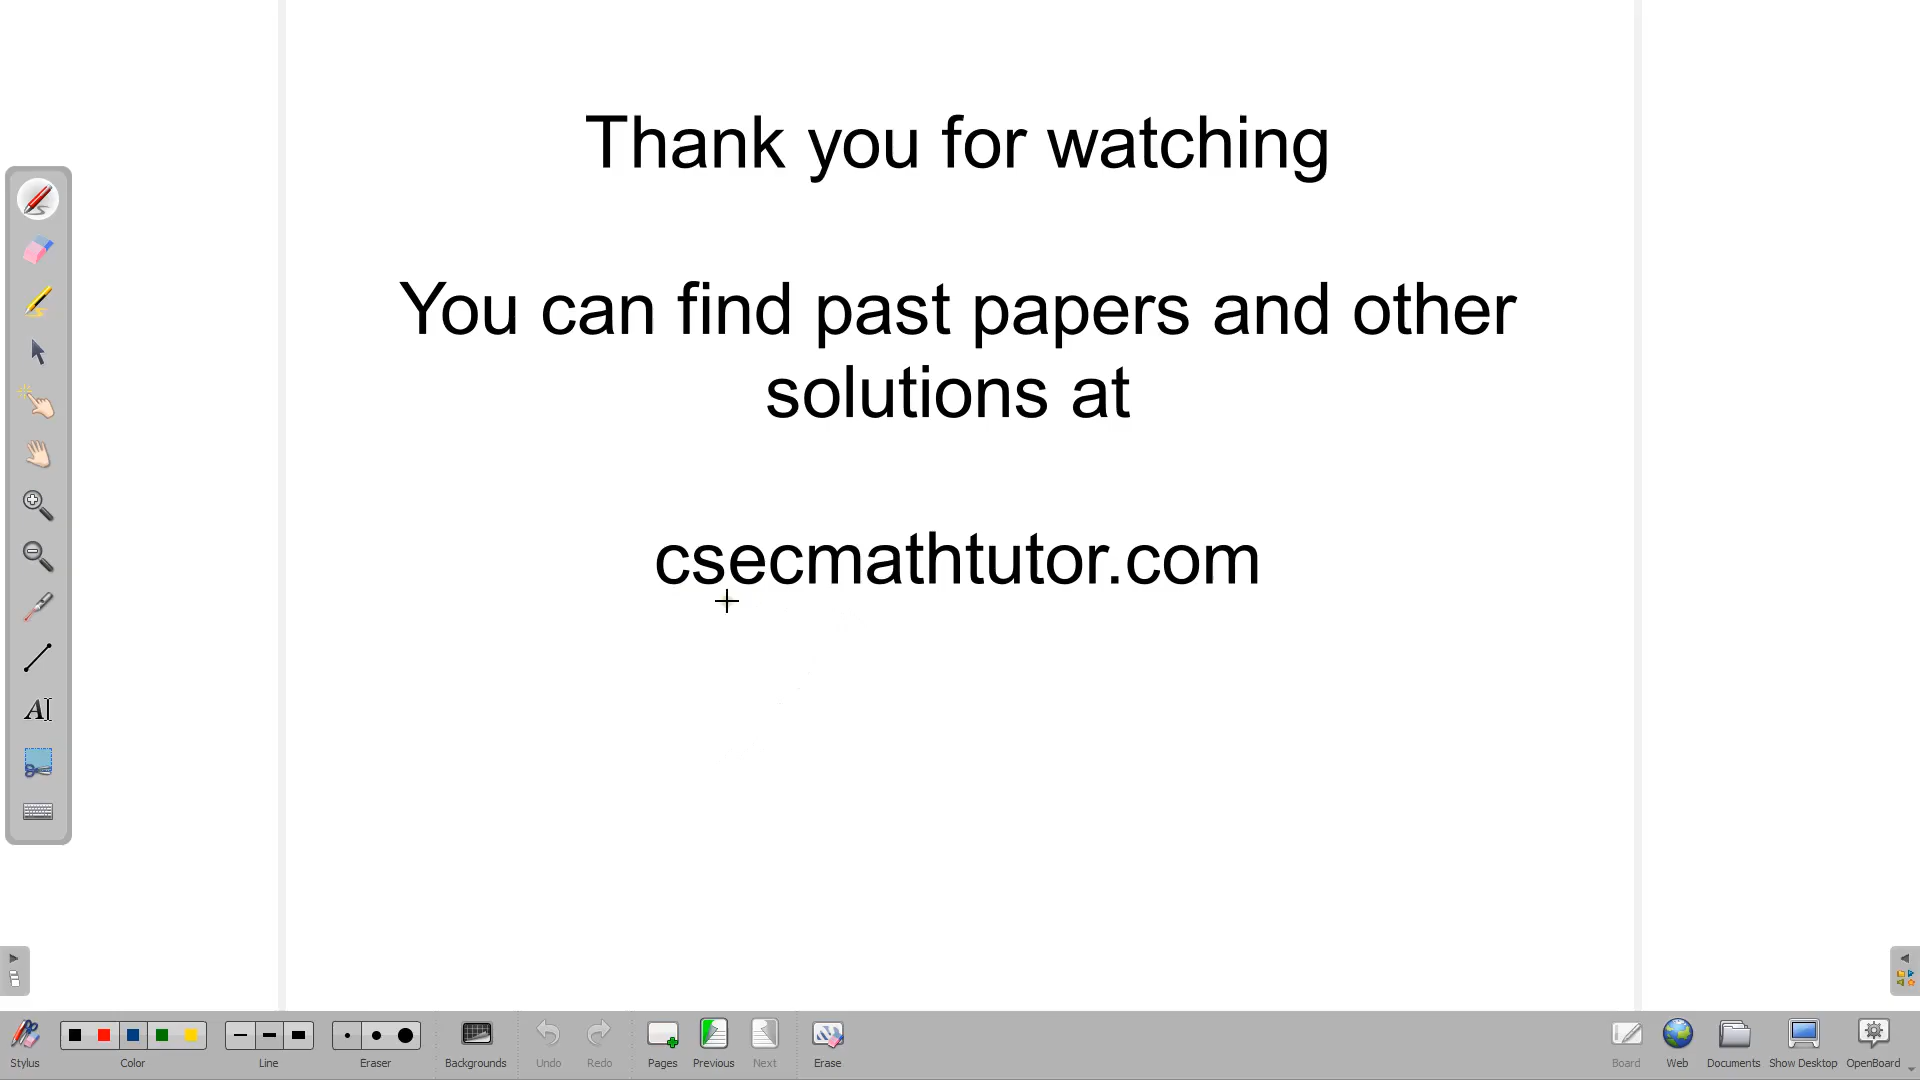 Thank you for watching
You can find past papers and other
solutions at
csecmathtutor.com
AI
Stylus
Color
Line
Eraser
Backgrounds
Undo
Redo
Pages
Previous
Next
Erase
Board
Web
Documents
Show Desktop
OpenBoard